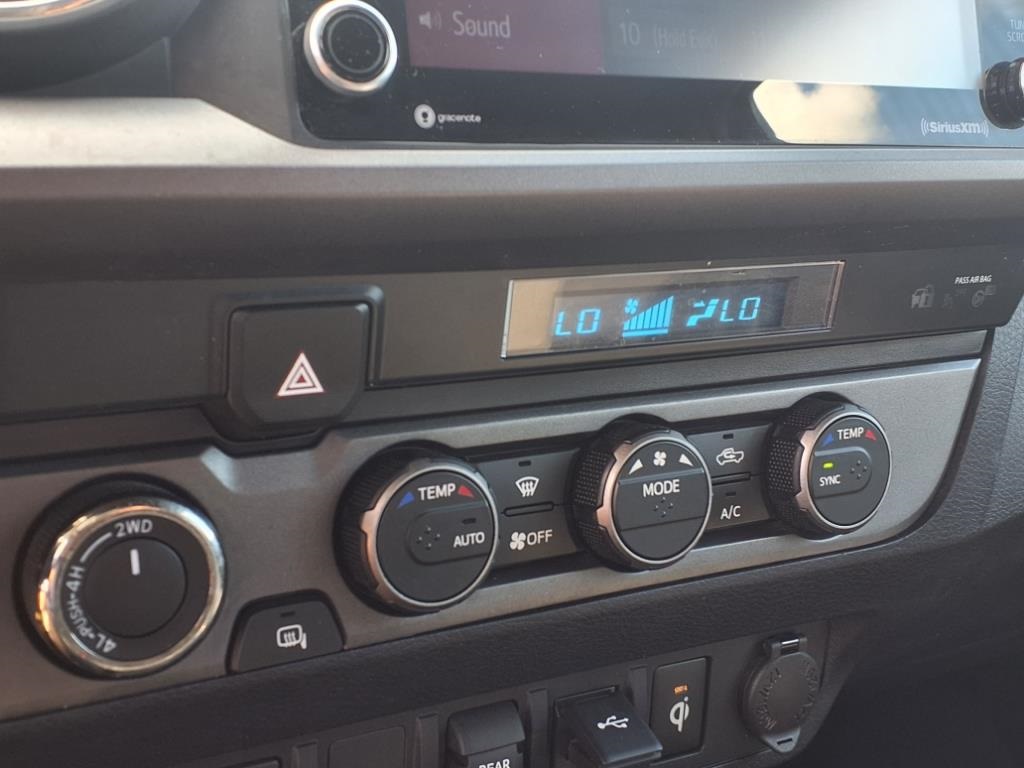 Sound
10 (Hold
gracenote
((SiriusXM))
PASS AIR BAG
LO LO
TEMP
AUTO
OFF
MODE
A/C
TEMP
SYNC
2WD
4L-PUSH-4H
REAR